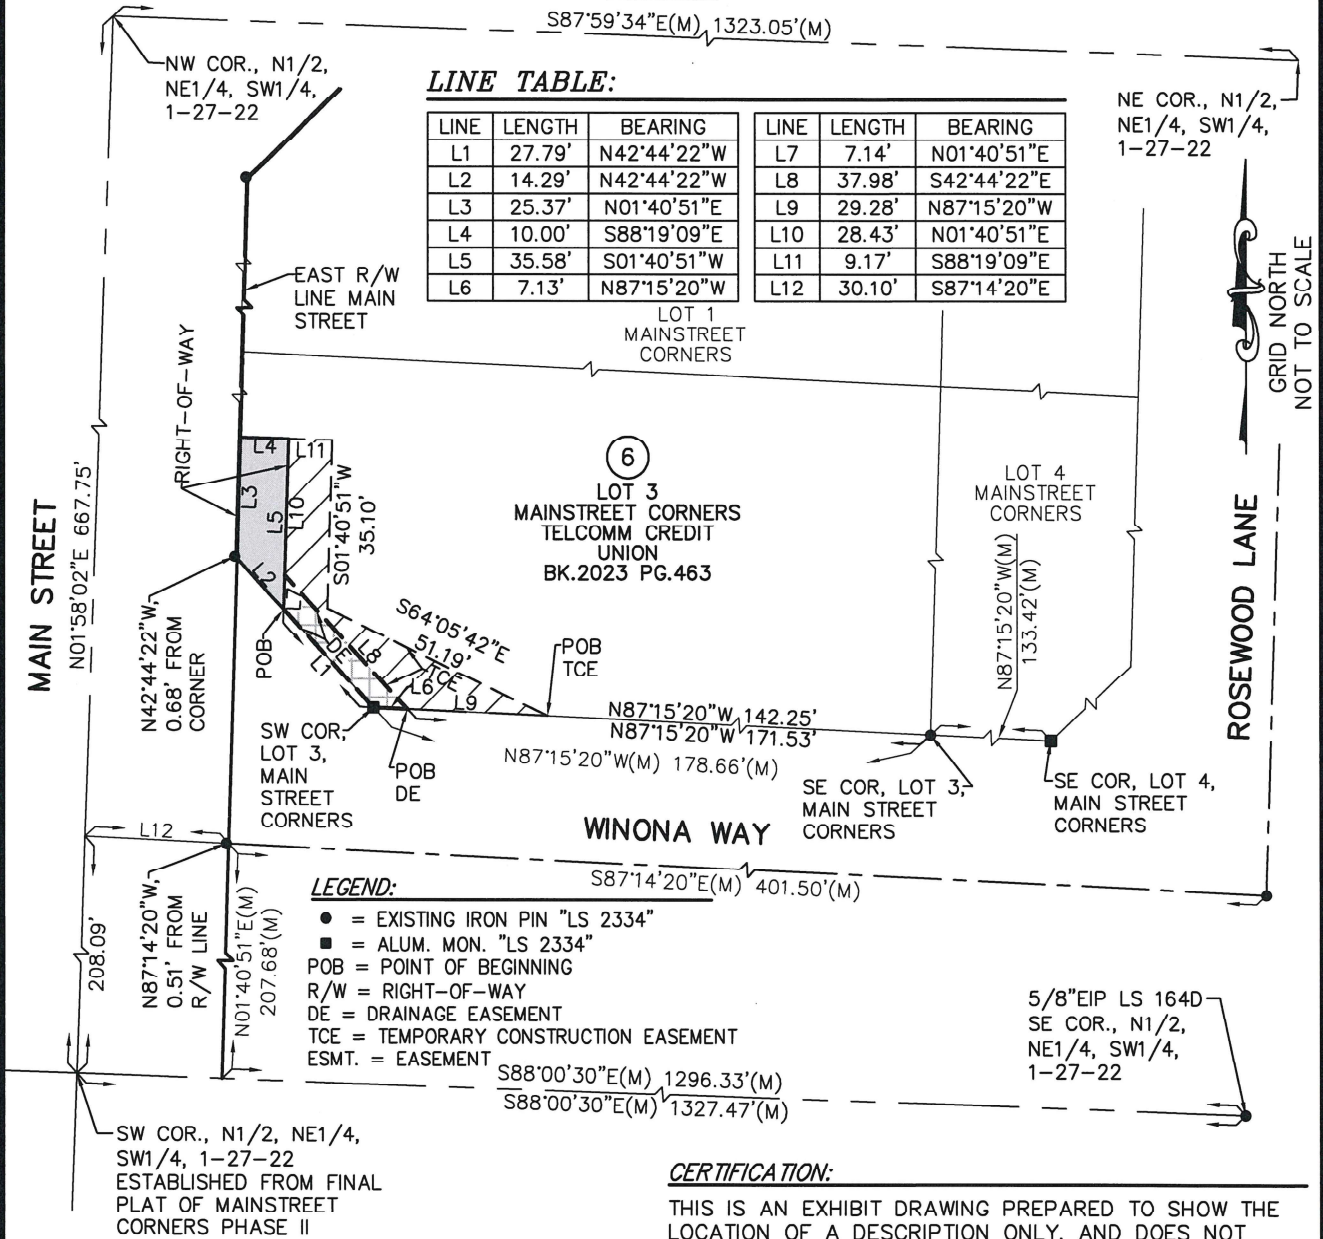 S87°59'34"E(M) 1323.05'(M)
NW COR., N1/2,
NE1/4, SW1/4,
1-27-22
LINE TABLE:
LINE LENGTH BEARING LINE LENGTH BEARING
L1 27.79' N42°44'22"W L7 7.14' N01°40'51"E
L2 14.29' N42°44'22"W L8 37.98' S42°44'22"E
L3 25.37' N01°40'51"E L9 29.28' N87°15'20"W
L4 10.00' S88°19'09"E L10 28.43' N01°40'51"E
L5 35.58' S01°40'51"W L11 9.17' S88°19'09"E
L6 7.13' N87°15'20"W L12 30.10' S87°14'20"E
NE COR., N1/2,
NE1/4, SW1/4,
1-27-22
GRID NORTH
NOT TO SCALE
EAST R/W
LINE MAIN
STREET
LOT 1
MAINSTREET
CORNERS
RIGHT-OF-WAY
MAIN STREET
N01°58'02"E 667.75'
L4
L11
L3
L5
L10
S01°40'51"W
35.10'
6
LOT 3
MAINSTREET CORNERS
TELCOMM CREDIT
UNION
BK.2023 PG.463
LOT 4
MAINSTREET
CORNERS
N87°15'20"W(M)
133.42'(M)
ROSEWOOD LANE
L2
N42°44'22"W,
0.68' FROM
CORNER
POB
L1
DE
L8
TCE
L6
L9
S64°05'42"E
51.19'
POB
TCE
N87°15'20"W 142.25'
N87°15'20"W 171.53'
N87°15'20"W(M) 178.66'(M)
SW COR,
LOT 3,
MAIN
STREET
CORNERS
POB
DE
SE COR, LOT 3,
MAIN STREET
CORNERS
SE COR, LOT 4,
MAIN STREET
CORNERS
L12
WINONA WAY
S87°14'20"E(M) 401.50'(M)
208.09'
N87°14'20"W,
0.51' FROM
R/W LINE
N01°40'51"E(M)
207.68'(M)
LEGEND:
● = EXISTING IRON PIN "LS 2334"
■ = ALUM. MON. "LS 2334"
POB = POINT OF BEGINNING
R/W = RIGHT-OF-WAY
DE = DRAINAGE EASEMENT
TCE = TEMPORARY CONSTRUCTION EASEMENT
ESMT. = EASEMENT
S88°00'30"E(M) 1296.33'(M)
S88°00'30"E(M) 1327.47'(M)
5/8"EIP LS 164D
SE COR., N1/2,
NE1/4, SW1/4,
1-27-22
SW COR., N1/2, NE1/4,
SW1/4, 1-27-22
ESTABLISHED FROM FINAL
PLAT OF MAINSTREET
CORNERS PHASE II
CERTIFICATION:
THIS IS AN EXHIBIT DRAWING PREPARED TO SHOW THE
LOCATION OF A DESCRIPTION ONLY, AND DOES NOT